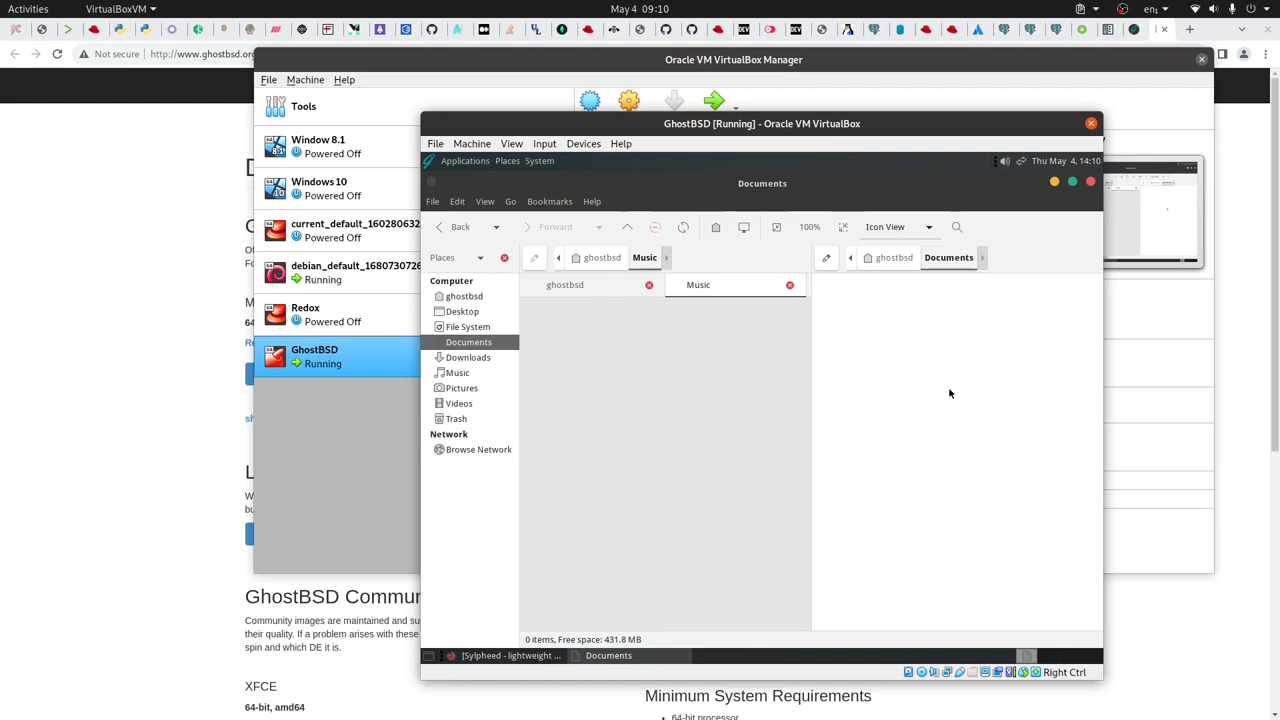 Activities
VirtualBoxVM
May 4 09:10
Not secure
http://www.ghostbsd.or
Oracle VM VirtualBox Manager
File Machine Help
Tools
Window 8.1
Powered Off
Windows 10
Powered Off
current_default_160280632
Powered Off
debian_default_1680730726
Running
Redox
Powered Off
GhostBSD
Running
GhostBSD [Running] - Oracle VM VirtualBox
File Machine View Input Devices Help
Applications Places System
Thu May 4, 14:10
Documents
File Edit View Go Bookmarks Help
Back
Forward
100%
Icon View
Places
ghostbsd
Music
ghostbsd
Documents
ghostbsd
Music
Computer
ghostbsd
Desktop
File System
Documents
Downloads
Music
Pictures
Videos
Trash
Network
Browse Network
0 items, Free space: 431.8 MB
[Sylpheed - lightweight ...
Documents
Right Ctrl
GhostBSD Commun
Community images are maintained and su
their quality. If a problem arises with these
spin and which DE it is.
XFCE
64-bit, amd64
Minimum System Requirements
64-bit processor